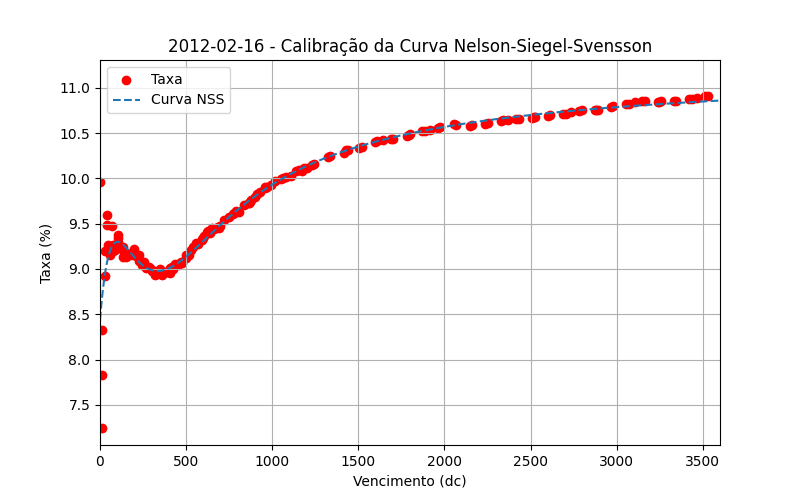 2012-02-16 - Calibração da Curva Nelson-Siegel-Svensson
Taxa
Curva NSS
Taxa (%)
11.0
10.5
10.0
9.5
9.0
8.5
8.0
7.5
0 500 1000 1500 2000 2500 3000 3500
Vencimento (dc)